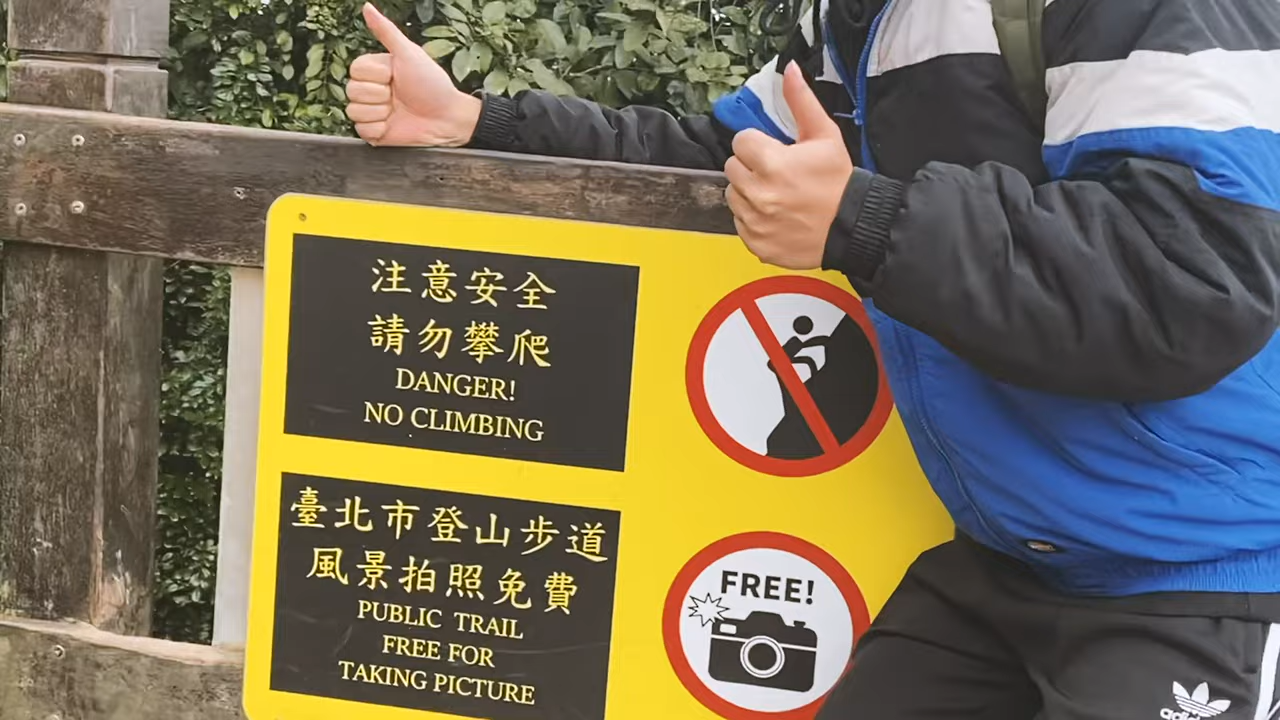 注意安全
請勿攀爬
DANGER!
NO CLIMBING
臺北市登山步道
風景拍照免費
PUBLIC TRAIL
FREE FOR
TAKING PICTURE
FREE!